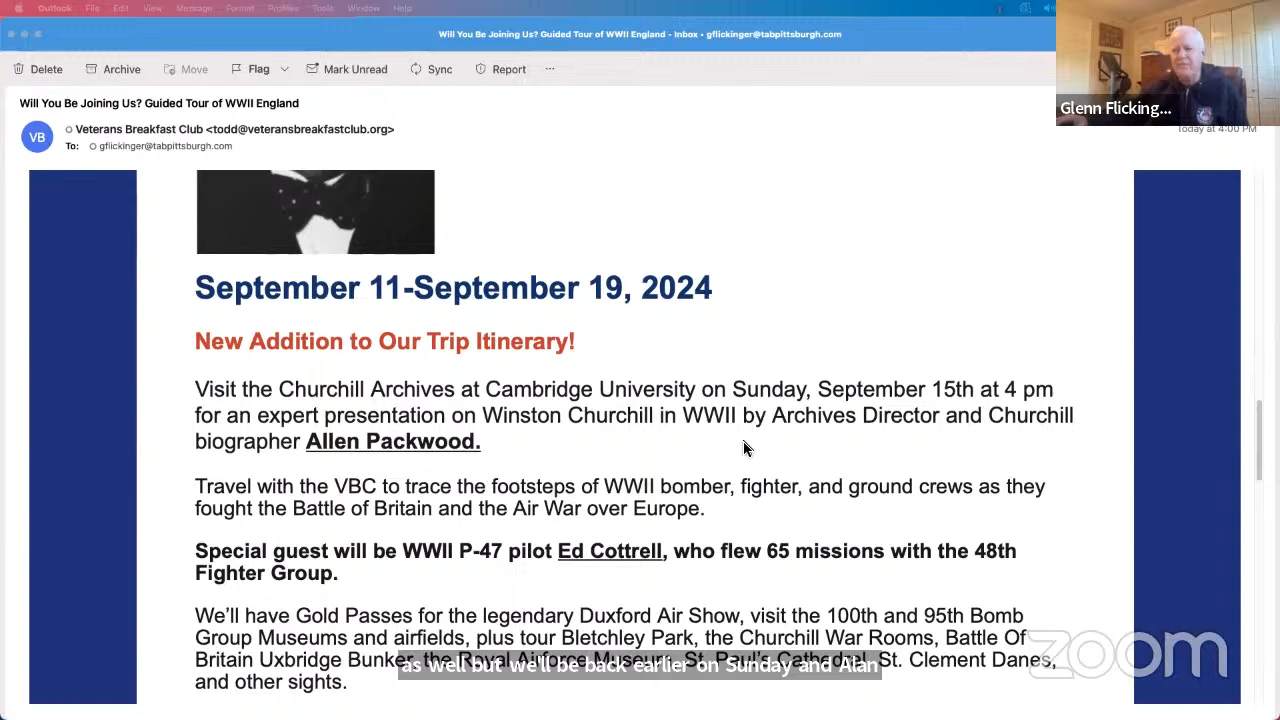 Outlook File Edit View Message Format Profiles Tools Window Help
Will You Be Joining Us? Guided Tour of WWII England - Inbox • gflickinger@tabpittsburgh.com
Delete Archive Move Flag Mark Unread Sync Report ...
Glenn Flicking...
Will You Be Joining Us? Guided Tour of WWII England
VB
Veterans Breakfast Club <todd@veteransbreakfastclub.org>
Today at 4:00 PM
To: gflickinger@tabpittsburgh.com
September 11-September 19, 2024
New Addition to Our Trip Itinerary!
Visit the Churchill Archives at Cambridge University on Sunday, September 15th at 4 pm
for an expert presentation on Winston Churchill in WWII by Archives Director and Churchill
biographer Allen Packwood.
Travel with the VBC to trace the footsteps of WWII bomber, fighter, and ground crews as they
fought the Battle of Britain and the Air War over Europe.
Special guest will be WWII P-47 pilot Ed Cottrell, who flew 65 missions with the 48th
Fighter Group.
We'll have Gold Passes for the legendary Duxford Air Show, visit the 100th and 95th Bomb
Group Museums and airfields, plus tour Bletchley Park, the Churchill War Rooms, Battle Of
Britain Uxbridge Bunker, the Royal Airforce Museum, St. Paul's Cathedral, St. Clement Danes,
and other sights.
as well but we'll be back earlier on Sunday and Alan
zoom